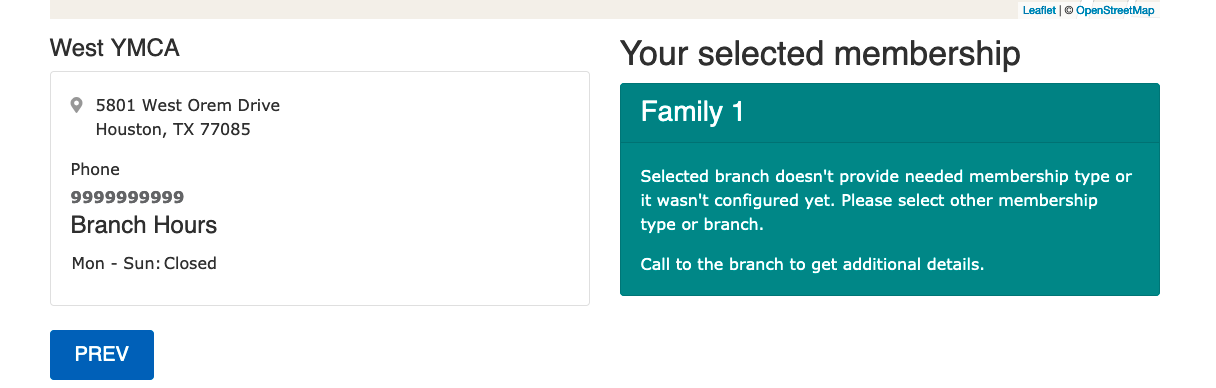 Leaflet | © OpenStreetMap
West YMCA
5801 West Orem Drive
Houston, TX 77085
Phone
9999999999
Branch Hours
Mon - Sun: Closed
PREV
Your selected membership
Family 1
Selected branch doesn't provide needed membership type or
it wasn't configured yet. Please select other membership
type or branch.
Call to the branch to get additional details.